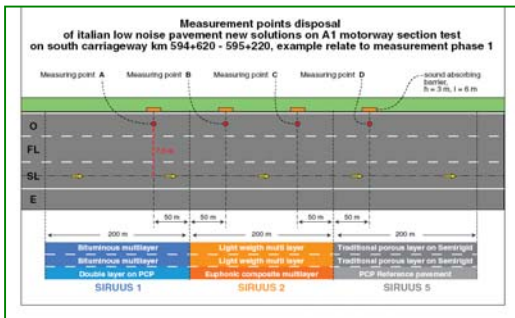 Measurement points disposal
of italian low noise pavement new solutions on A1 motorway section test
on south carriageway km 594+620 - 595+220, example relate to measurement phase 1
Measuring point A
Measuring point B
Measuring point C
Measuring point D
sound absorbing
barrier,
h = 3 m, l = 6 m
O
FL
SL
E
50 m
50 m
50 m
50 m
200 m
200 m
200 m
Bituminous multilayer
Light weigth multi layer
Traditional porous layer on Semirigid
Bituminous multilayer
Light weigth multi layer
Traditional porous layer on Semirigid
Double layer on PCP
Euphonic composite multilayer
PCP Reference pavement
SIRUUS 1
SIRUUS 2
SIRUUS 5